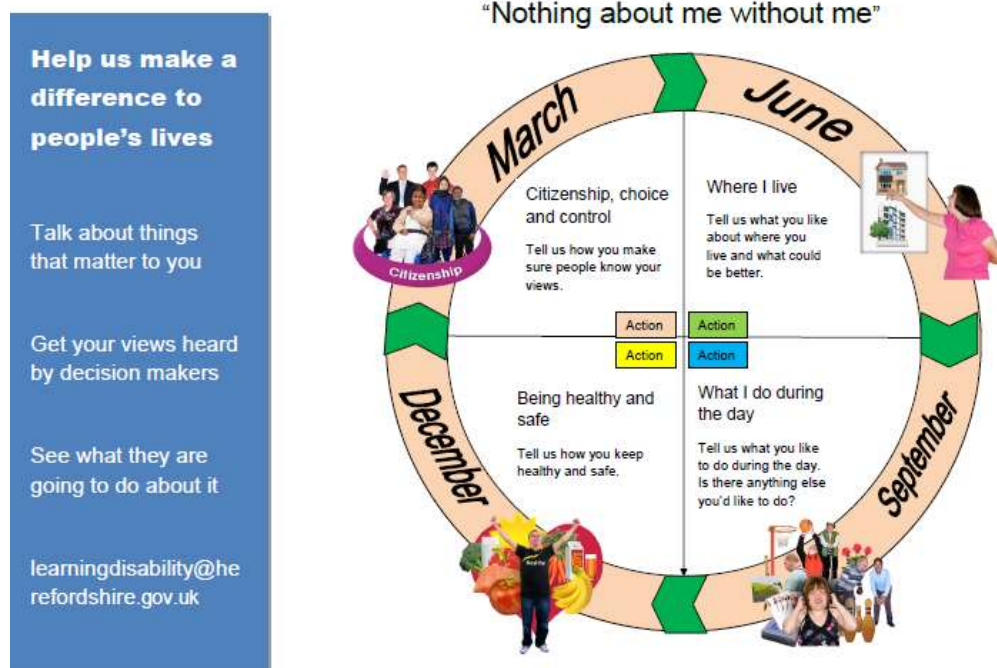 Help us make a
difference to
people's lives
Talk about things
that matter to you
Get your views heard
by decision makers
See what they are
going to do about it
learningdisability@he
refordshire.gov.uk
"Nothing about me without me"
March
Citizenship
Citizenship, choice
and control
Tell us how you make
sure people know your
views.
Action
June
Where I live
Tell us what you like
about where you
live and what could
be better.
Action
September
What I do during
the day
Tell us what you like
to do during the day.
Is there anything else
you'd like to do?
Action
December
Being healthy and
safe
Tell us how you keep
healthy and safe.
Action